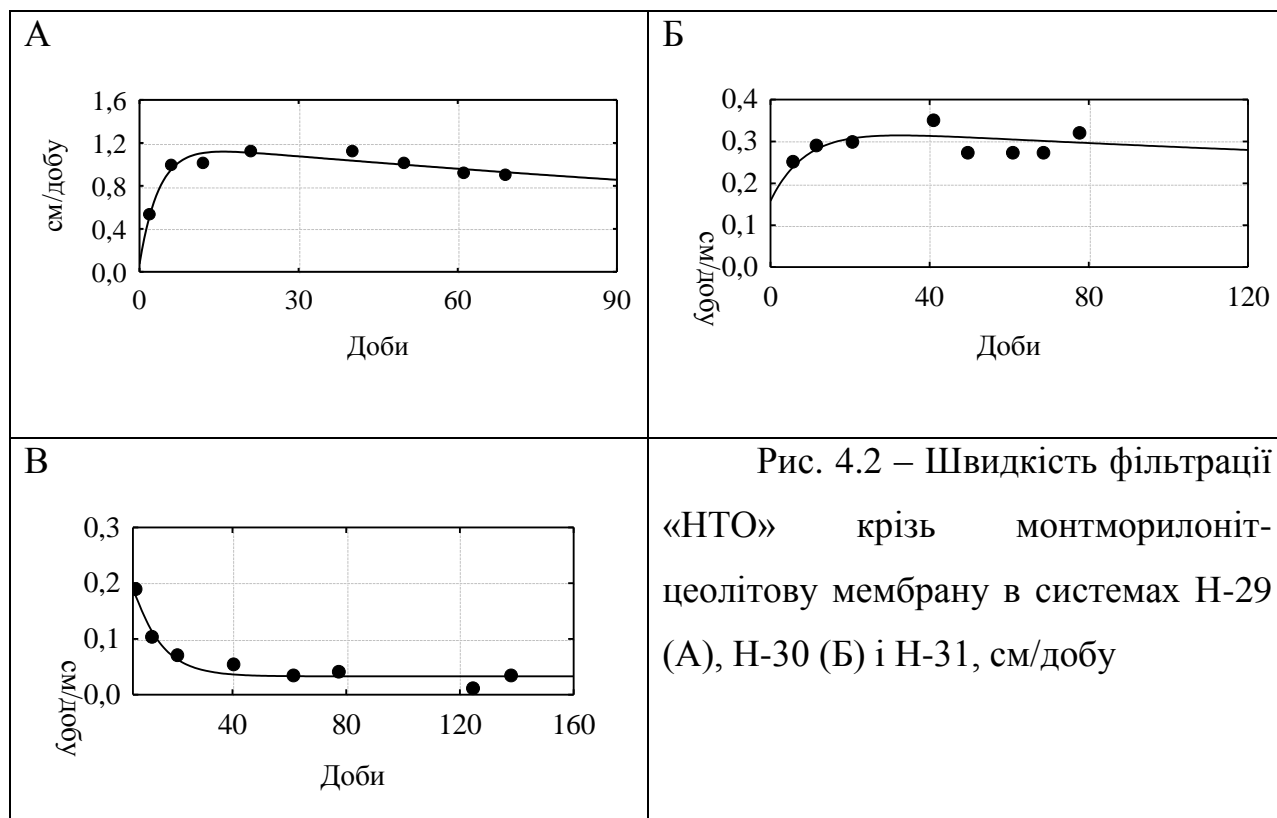 А
1,6
1,2
0,8
0,4
0,0
см/добу
0 30 60 90
Доби
Б
0,4
0,3
0,2
0,1
0,0
см/добу
0 40 80 120
Доби
В
0,3
0,2
0,1
0,0
см/добу
40 80 120 160
Доби
Рис. 4.2 – Швидкість фільтрації
«НТО» крізь монтморилоніт-
цеолітову мембрану в системах Н-29
(А), Н-30 (Б) і Н-31, см/добу